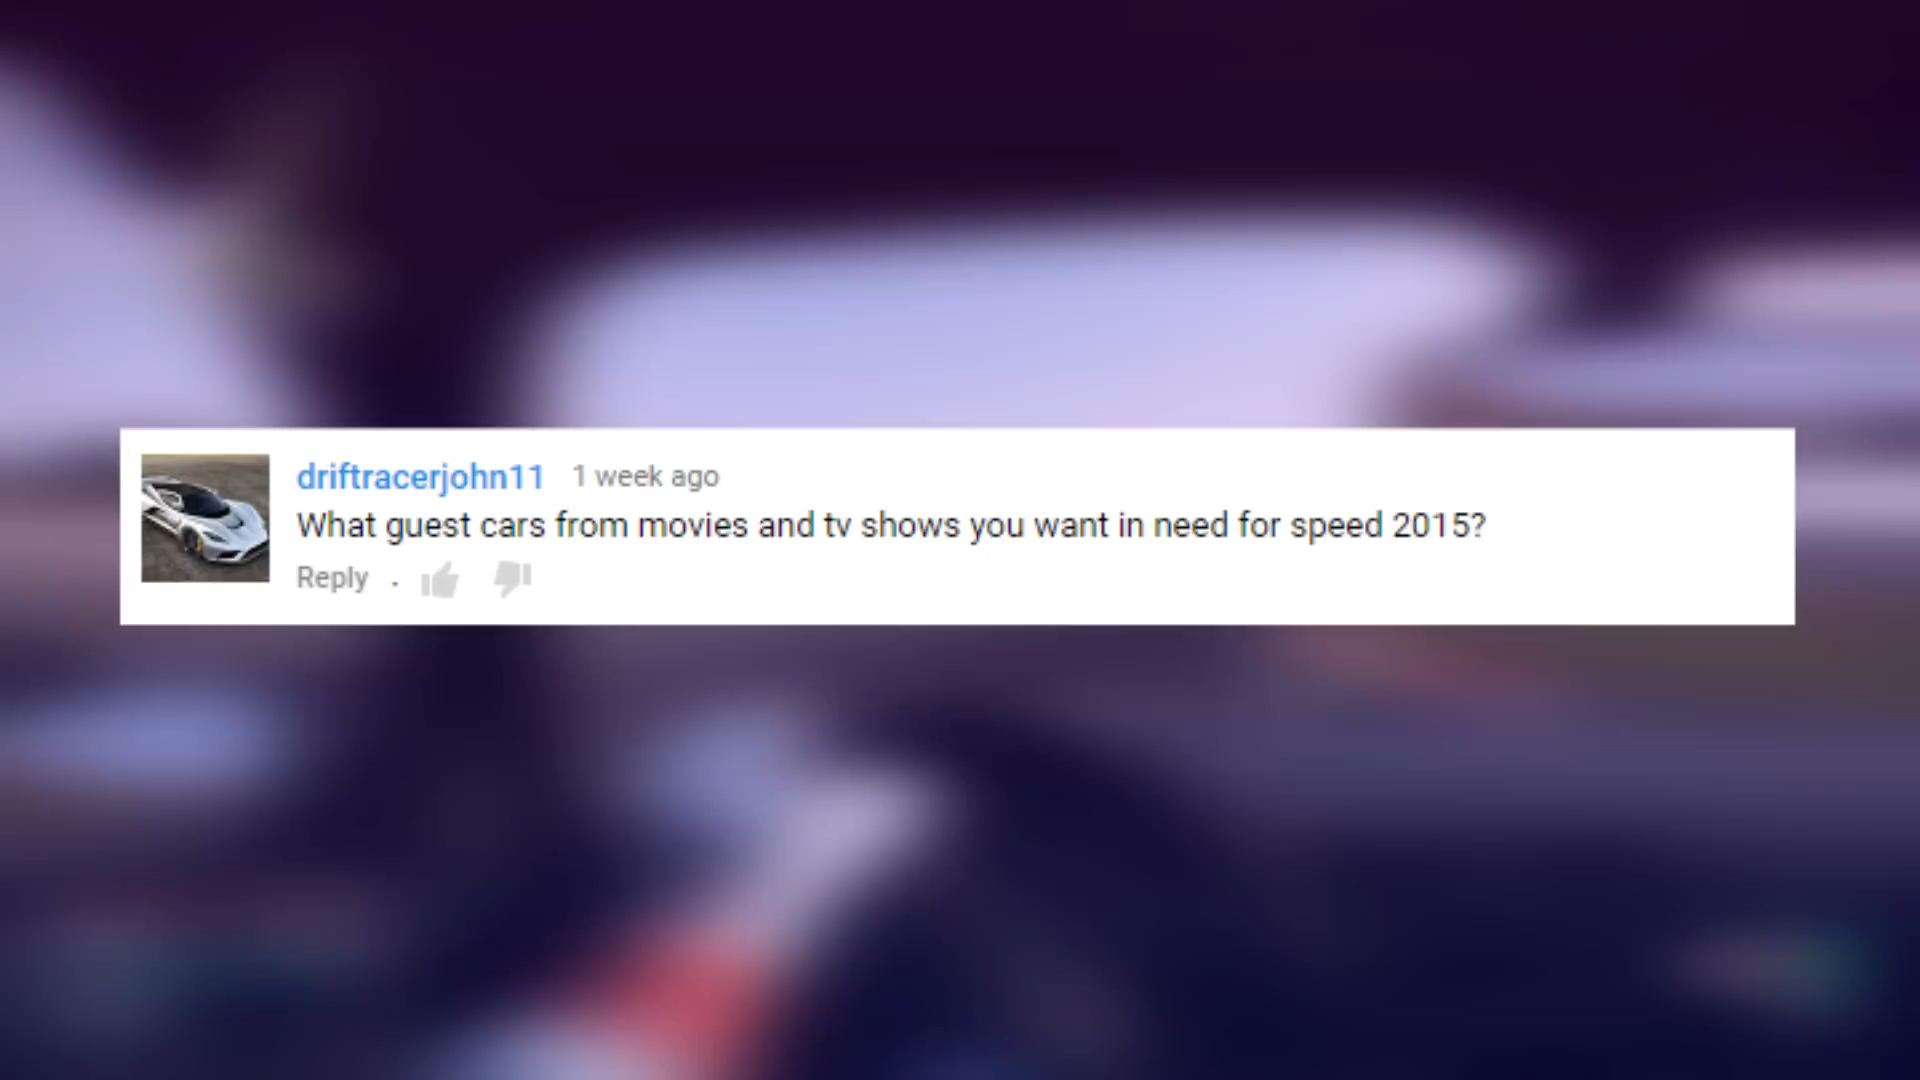 driftracerjohn11 1 week ago
What guest cars from movies and tv shows you want in need for speed 2015?
Reply .